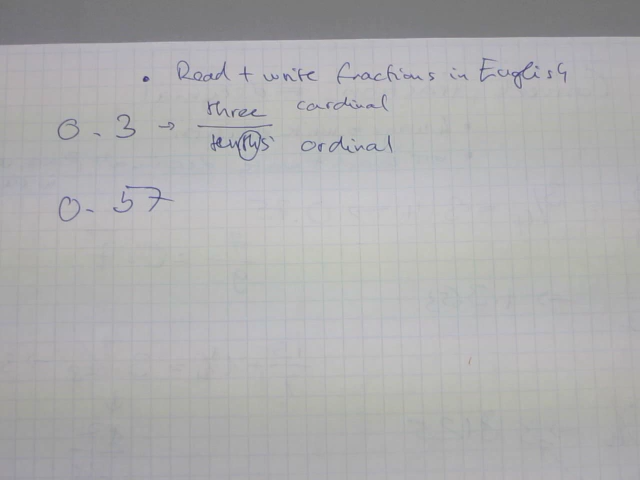 • Read + write fractions in English
0.3 → three cardinal
tenths ordinal
0.57